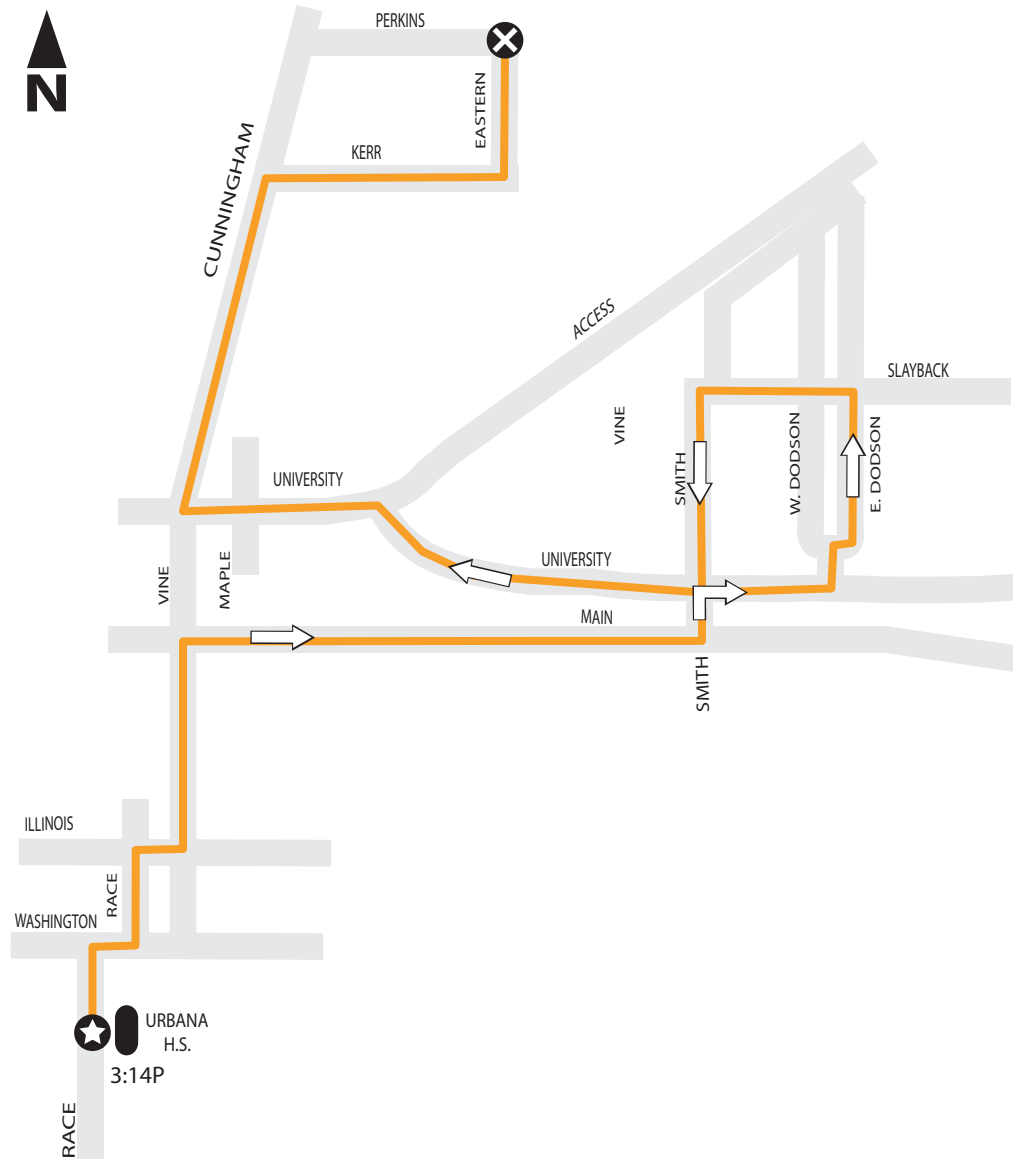 PERKINS
N
EASTERN
KERR
CUNNINGHAM
ACCESS
SLAYBACK
VINE
W. DODSON
E. DODSON
SMITH
UNIVERSITY
UNIVERSITY
VINE
MAPLE
MAIN
SMITH
ILLINOIS
RACE
WASHINGTON
URBANA
H.S.
3:14P
RACE